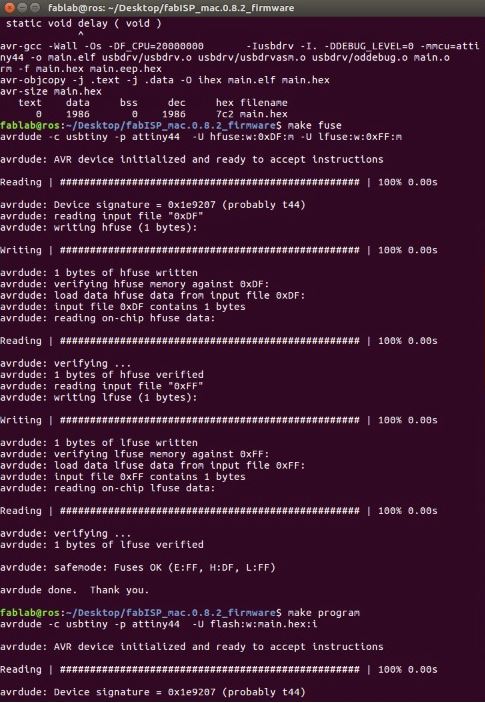 fablab@ros: ~/Desktop/fabISP_mac.0.8.2_firmware
static void delay ( void )
^
avr-gcc -Wall -Os -DF_CPU=20000000 -Iusbdrv -I. -DDEBUG_LEVEL=0 -mmcu=atti
ny44 -o main.elf usbdrv/usbdrv.o usbdrv/usbdrvasm.o usbdrv/oddebug.o main.o
rm -f main.hex main.eep.hex
avr-objcopy -j .text -j .data -O ihex main.elf main.hex
avr-size main.hex
text data bss dec hex filename
0 1986 0 1986 7c2 main.hex
fablab@ros:~/Desktop/fabISP_mac.0.8.2_firmware$ make fuse
avrdude -c usbtiny -p attiny44 -U hfuse:w:0xDF:m -U lfuse:w:0xFF:m
avrdude: AVR device initialized and ready to accept instructions
Reading | ################################################## | 100% 0.00s
avrdude: Device signature = 0x1e9207 (probably t44)
avrdude: reading input file "0xDF"
avrdude: writing hfuse (1 bytes):
Writing | ################################################## | 100% 0.00s
avrdude: 1 bytes of hfuse written
avrdude: verifying hfuse memory against 0xDF:
avrdude: load data hfuse data from input file 0xDF:
avrdude: input file 0xDF contains 1 bytes
avrdude: reading on-chip hfuse data:
Reading | ################################################## | 100% 0.00s
avrdude: verifying ...
avrdude: 1 bytes of hfuse verified
avrdude: reading input file "0xFF"
avrdude: writing lfuse (1 bytes):
Writing | ################################################## | 100% 0.00s
avrdude: 1 bytes of lfuse written
avrdude: verifying lfuse memory against 0xFF:
avrdude: load data lfuse data from input file 0xFF:
avrdude: input file 0xFF contains 1 bytes
avrdude: reading on-chip lfuse data:
Reading | ################################################## | 100% 0.00s
avrdude: verifying ...
avrdude: 1 bytes of lfuse verified
avrdude: safemode: Fuses OK (E:FF, H:DF, L:FF)
avrdude done. Thank you.
fablab@ros:~/Desktop/fabISP_mac.0.8.2_firmware$ make program
avrdude -c usbtiny -p attiny44 -U flash:w:main.hex:i
avrdude: AVR device initialized and ready to accept instructions
Reading | ################################################## | 100% 0.00s
avrdude: Device signature = 0x1e9207 (probably t44)